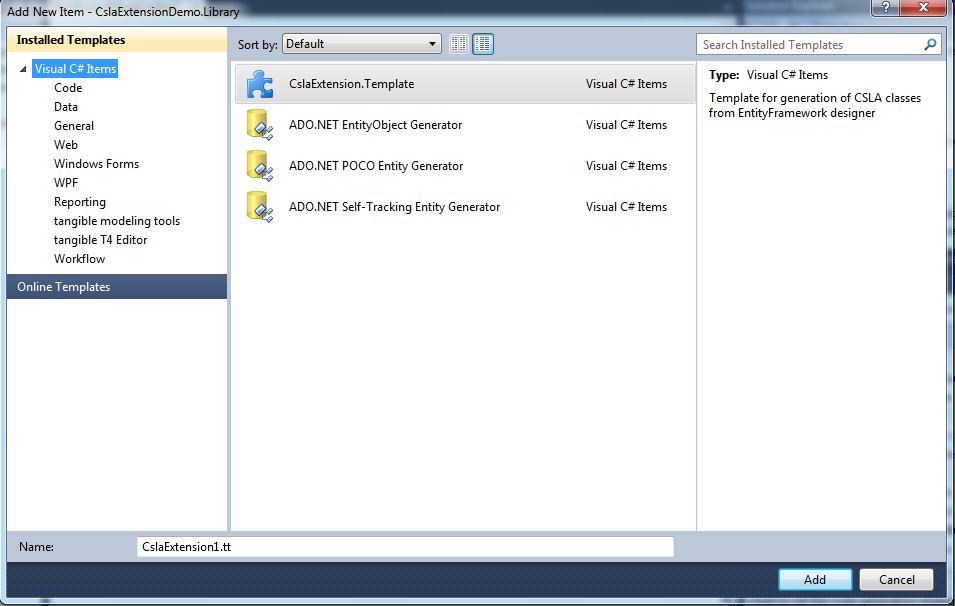 Add New Item - CslaExtensionDemo.Library
?
Installed Templates
Visual C# Items
Code
Data
General
Web
Windows Forms
WPF
Reporting
tangible modeling tools
tangible T4 Editor
Workflow
Online Templates
Sort by: Default
CslaExtension.Template Visual C# Items
ADO.NET EntityObject Generator Visual C# Items
ADO.NET POCO Entity Generator Visual C# Items
ADO.NET Self-Tracking Entity Generator Visual C# Items
Search Installed Templates
Type: Visual C# Items
Template for generation of CSLA classes
from EntityFramework designer
Name: CslaExtension1.tt
Add Cancel